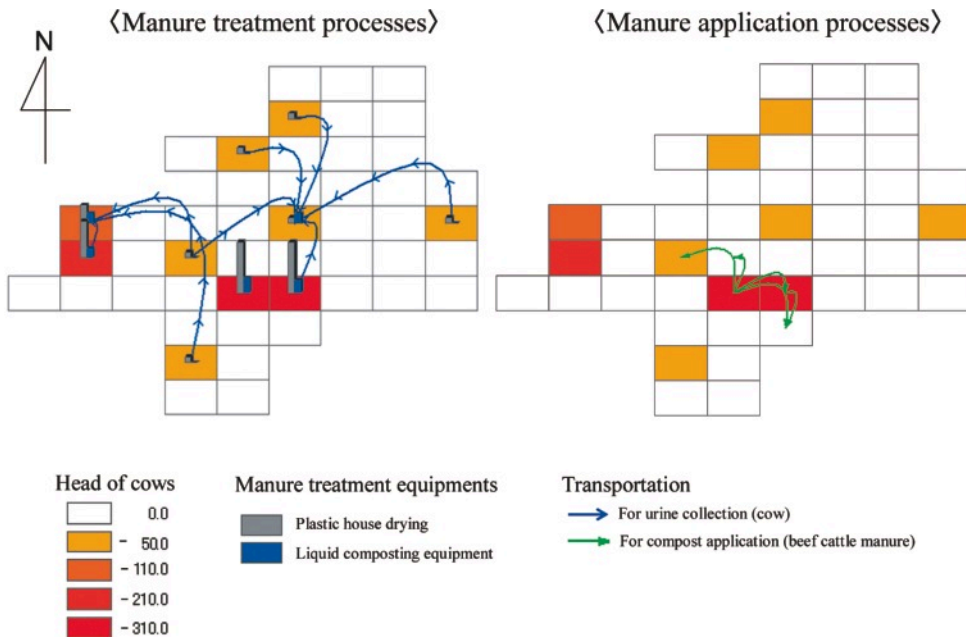 〈Manure treatment processes〉
〈Manure application processes〉
N
Head of cows
0.0
- 50.0
- 110.0
- 210.0
- 310.0
Manure treatment equipments
Plastic house drying
Liquid composting equipment
Transportation
For urine collection (cow)
For compost application (beef cattle manure)